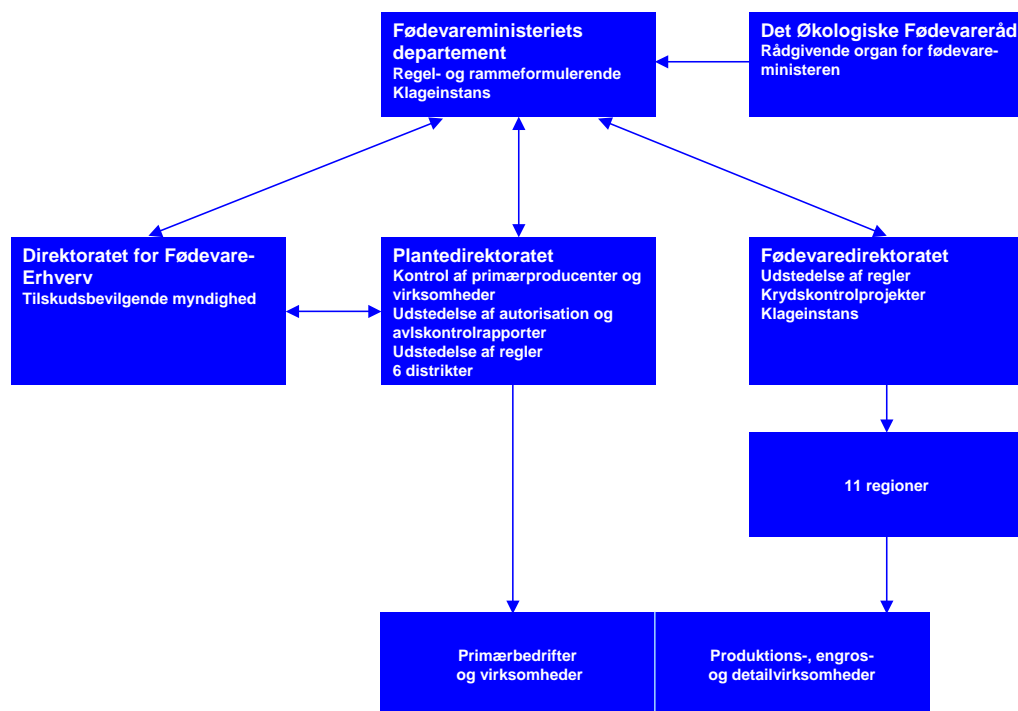 Fødevareministeriets
departement
Regel- og rammeformulerende
Klageinstans
Det Økologiske Fødevareråd
Rådgivende organ for fødevare-
ministeren
Direktoratet for Fødevare-
Erhverv
Tilskudsbevilgende myndighed
Plantedirektoratet
Kontrol af primærproducenter og
virksomheder
Udstedelse af autorisation og
avlskontrolrapporter
Udstedelse af regler
6 distrikter
Fødevaredirektoratet
Udstedelse af regler
Krydskontrolprojekter
Klageinstans
11 regioner
Primærbedrifter
og virksomheder
Produktions-, engros-
og detailvirksomheder